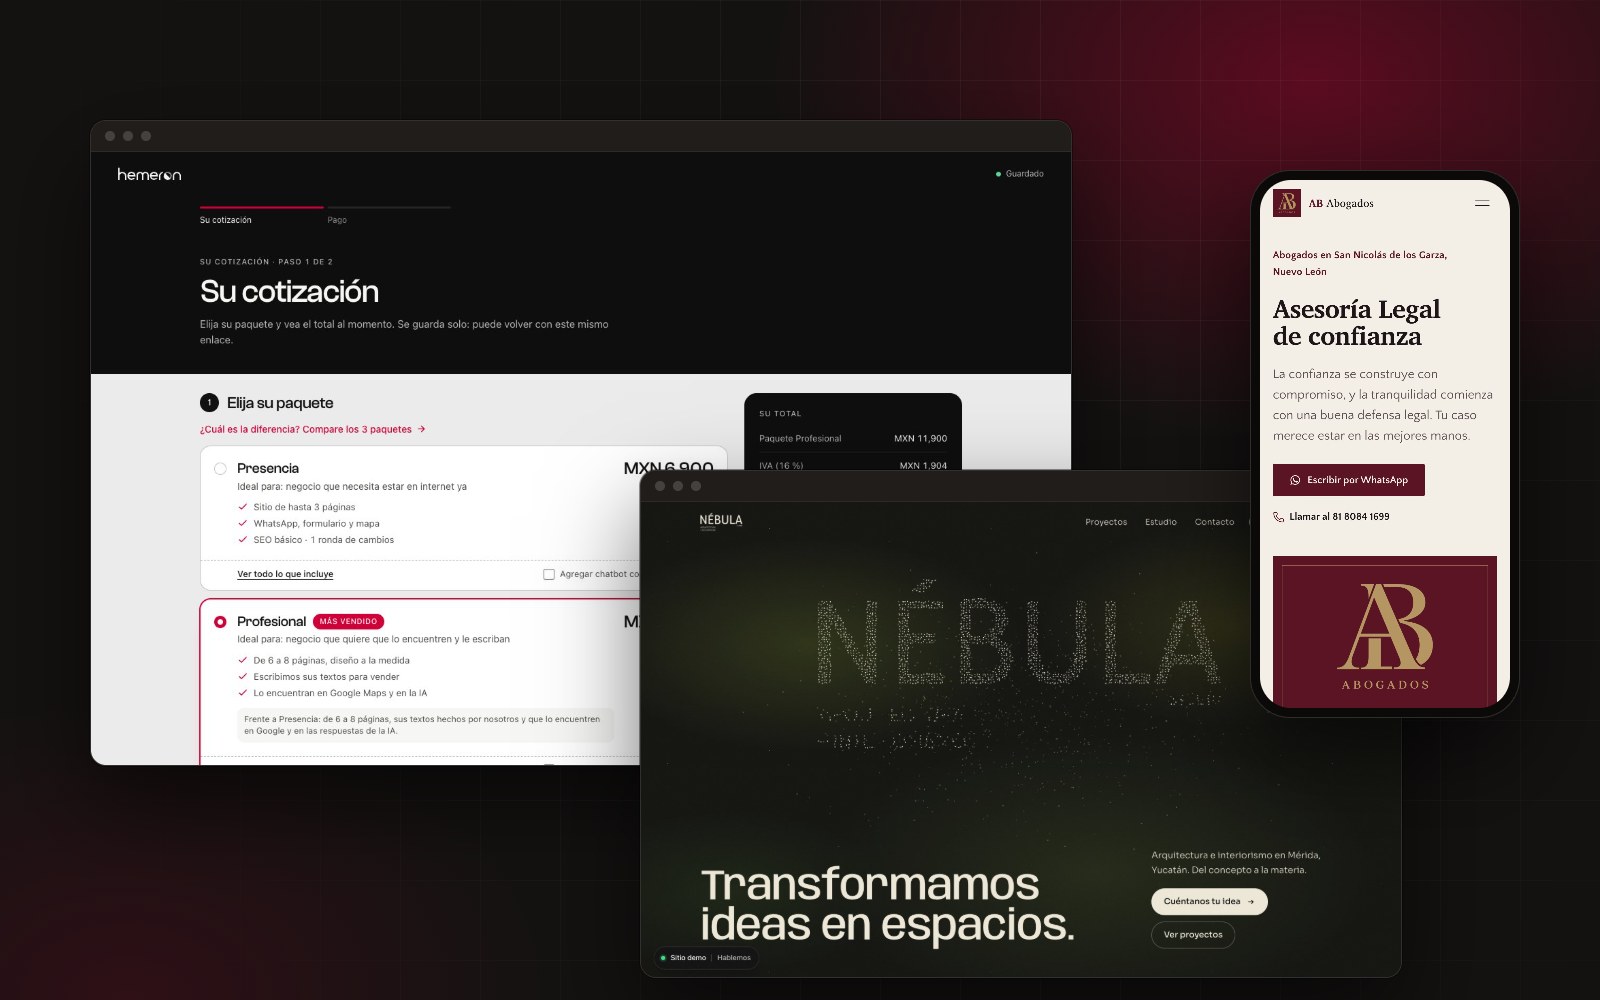 hemeron
Guardado
Su cotización
Pago
SU COTIZACIÓN · PASO 1 DE 2
Su cotización
Elija su paquete y vea el total al momento. Se guarda solo: puede volver con este mismo
enlace.
1 Elija su paquete
¿Cuál es la diferencia? Compare los 3 paquetes →
Presencia
MXN 6,900
Ideal para: negocio que necesita estar en internet ya
Sitio de hasta 3 páginas
WhatsApp, formulario y mapa
SEO básico · 1 ronda de cambios
Ver todo lo que incluye
Agregar chatbot
Profesional
MÁS VENDIDO
Ideal para: negocio que quiere que lo encuentren y le escriban
De 6 a 8 páginas, diseño a la medida
Escribimos sus textos para vender
Lo encuentran en Google Maps y en la IA
Frente a Presencia: de 6 a 8 páginas, sus textos hechos por nosotros y que lo encuentren
en Google y en las respuestas de la IA.
SU TOTAL
Paquete Profesional MXN 11,900
IVA (16 %) MXN 1,904
NÉBULA
Proyectos
Estudio
Contacto
NÉBULA
Transformamos
ideas en espacios.
Arquitectura e interiorismo en Mérida,
Yucatán. Del concepto a la materia.
Cuéntanos tu idea →
Ver proyectos
Sitio demo | Hablemos
AB Abogados
Abogados en San Nicolás de los Garza,
Nuevo León
Asesoría Legal
de confianza
La confianza se construye con
compromiso, y la tranquilidad comienza
con una buena defensa legal. Tu caso
merece estar en las mejores manos.
Escribir por WhatsApp
Llamar al 81 8084 1699
AB
ABOGADOS